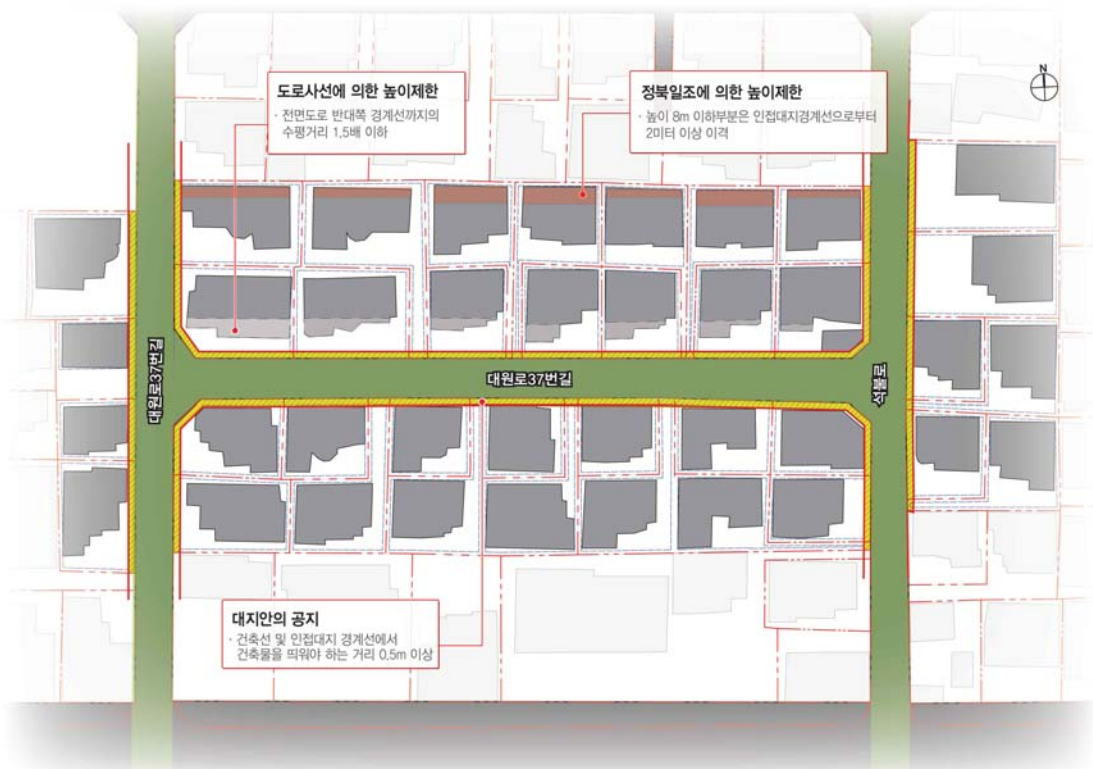 N
도로사선에 의한 높이제한
· 전면도로 반대쪽 경계선까지의
수평거리 1.5배 이하
정북일조에 의한 높이제한
· 높이 8m 이하부분은 인접대지경계선으로부터
2미터 이상 이격
대원로37번길
대원로37번길
석불로
대지안의 공지
· 건축선 및 인접대지 경계선에서
건축물을 띄워야 하는 거리 0.5m 이상